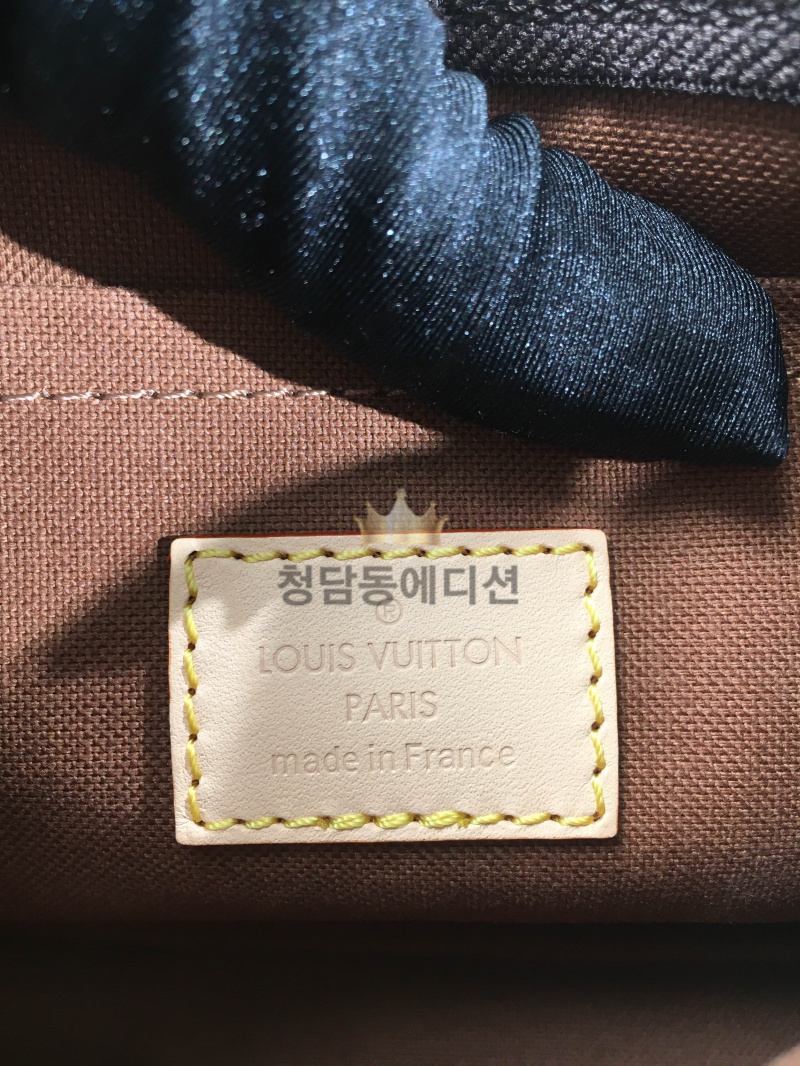 청담동에디션
®
LOUIS VUITTON
PARIS
made in France